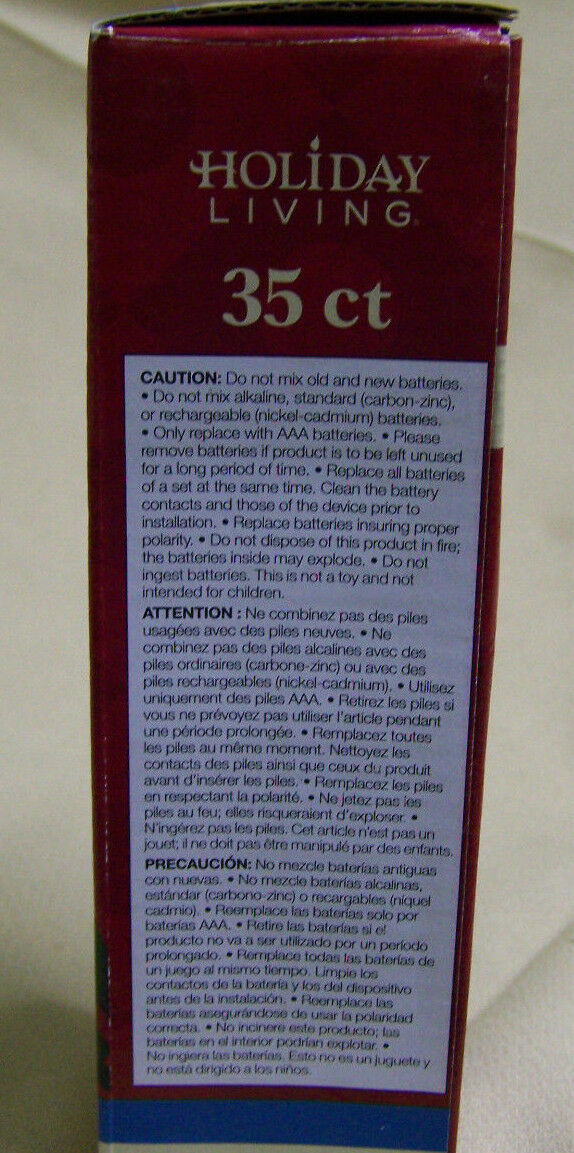 HOLiDAY
LIVING®
35 ct
CAUTION: Do not mix old and new batteries.
• Do not mix alkaline, standard (carbon-zinc),
or rechargeable (nickel-cadmium) batteries.
• Only replace with AAA batteries. • Please
remove batteries if product is to be left unused
for a long period of time. • Replace all batteries
of a set at the same time. Clean the battery
contacts and those of the device prior to
installation. • Replace batteries insuring proper
polarity. • Do not dispose of this product in fire;
the batteries inside may explode. • Do not
ingest batteries. This is not a toy and not
intended for children.
ATTENTION : Ne combinez pas des piles
usagées avec des piles neuves. • Ne
combinez pas des piles alcalines avec des
piles ordinaires (carbone-zinc) ou avec des
piles rechargeables (nickel-cadmium). • Utilisez
uniquement des piles AAA. • Retirez les piles si
vous ne prévoyez pas utiliser l'article pendant
une période prolongée. • Remplacez toutes
les piles au même moment. Nettoyez les
contacts des piles ainsi que ceux du produit
avant d'insérer les piles. • Remplacez les piles
en respectant la polarité. • Ne jetez pas les
piles au feu; elles risqueraient d'exploser. •
N'ingérez pas les piles. Cet article n'est pas un
jouet; il ne doit pas être manipulé par des enfants.
PRECAUCIÓN: No mezcle baterías antiguas
con nuevas. • No mezcle baterías alcalinas,
estándar (carbono-zinc) o recargables (níquel
cadmio). • Reemplace las baterías solo por
baterías AAA. • Retire las baterías si el
producto no va a ser utilizado por un período
prolongado. • Remplace todas las baterías de
un juego al mismo tiempo. Limpie los
contactos de la batería y los del dispositivo
antes de la instalación. • Reemplace las
baterías asegurándose de usar la polaridad
correcta. • No incinere este producto; las
baterías en el interior podrían explotar. •
No ingiera las baterías. Esto no es un juguete y
no está dirigido a los niños.